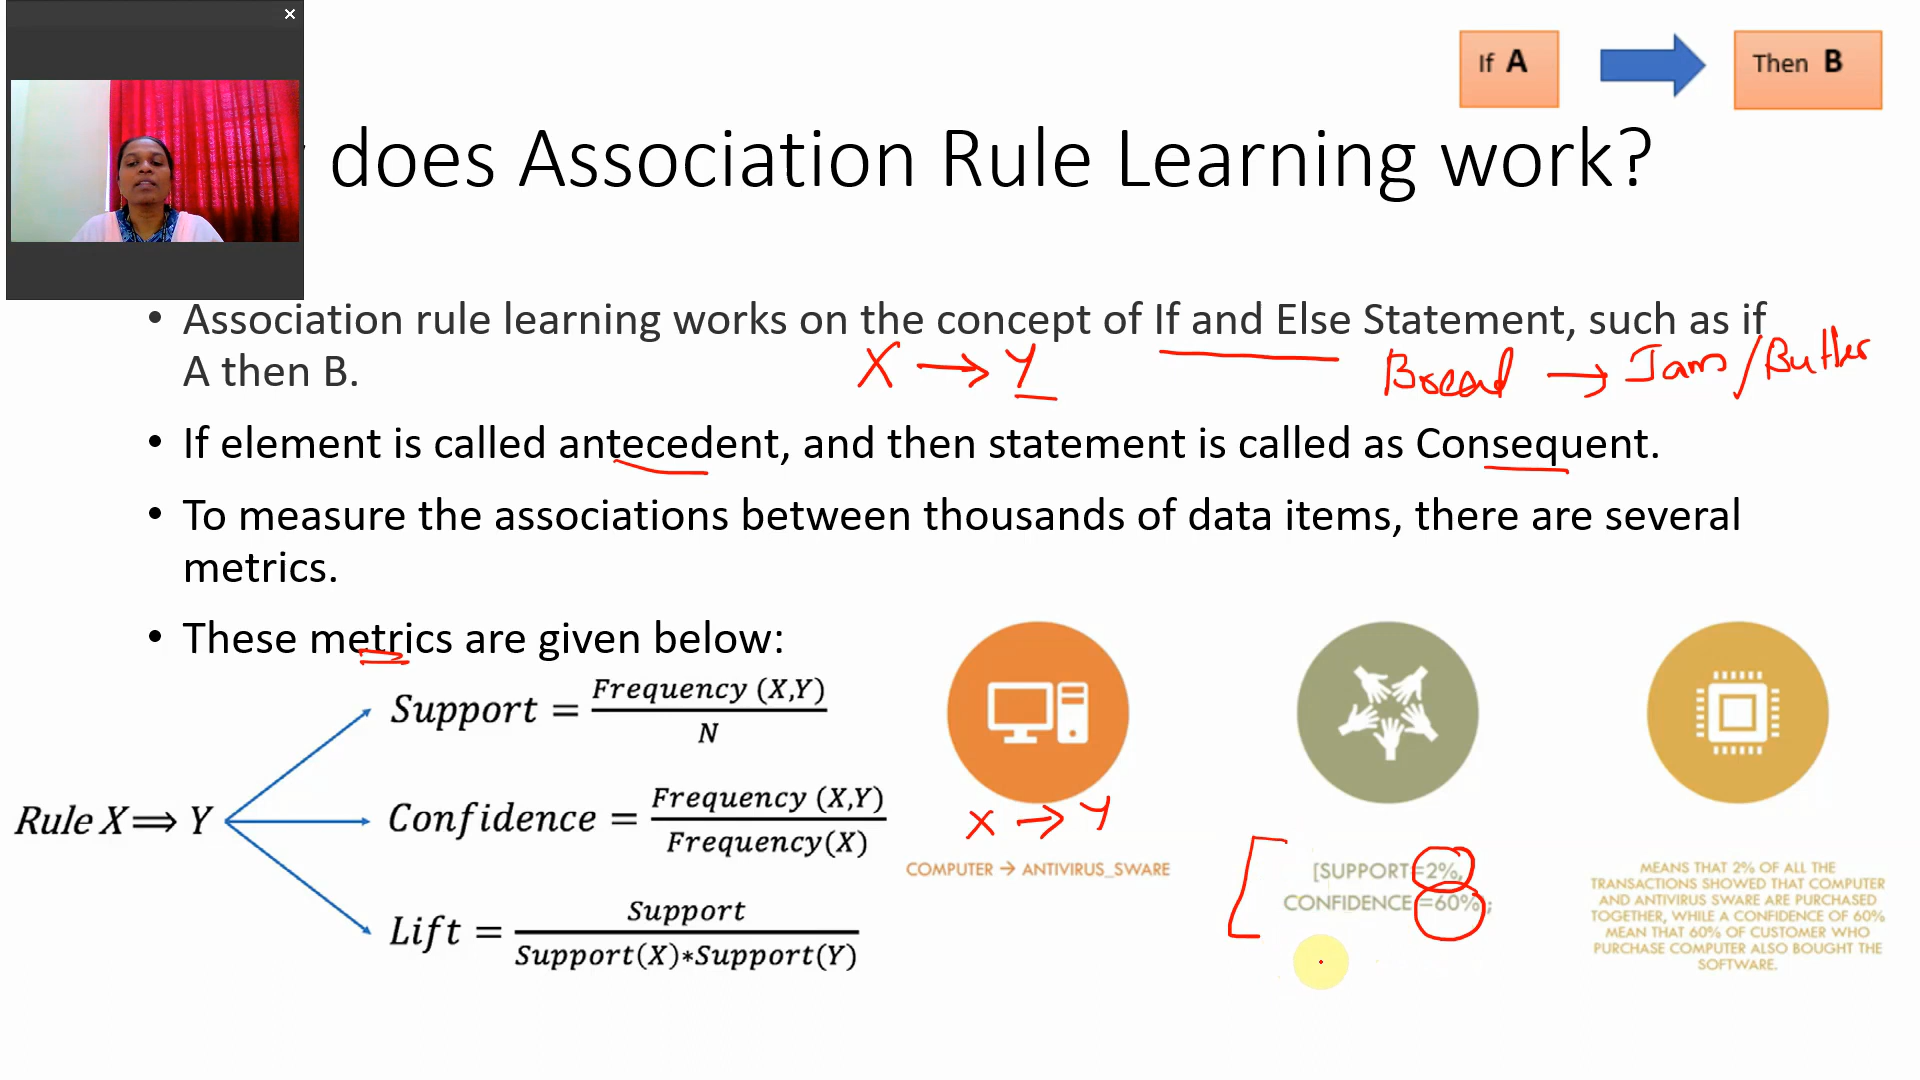 If A
Then B
does Association Rule Learning work?
• Association rule learning works on the concept of If and Else Statement, such as if
A then B.
X → Y
Bread → Jam / Butter
• If element is called antecedent, and then statement is called as Consequent.
• To measure the associations between thousands of data items, there are several
metrics.
• These metrics are given below:
Rule X ⟹ Y
Support = Frequency (X,Y) / N
Confidence = Frequency (X,Y) / Frequency(X)
Lift = Support / Support(X)*Support(Y)
X → Y
COMPUTER → ANTIVIRUS_SWARE
[SUPPORT=2%,
CONFIDENCE =60%;
MEANS THAT 2% OF ALL THE
TRANSACTIONS SHOWED THAT COMPUTER
AND ANTIVIRUS SWARE ARE PURCHASED
TOGETHER, WHILE A CONFIDENCE OF 60%
MEAN THAT 60% OF CUSTOMER WHO
PURCHASE COMPUTER ALSO BOUGHT THE
SOFTWARE.